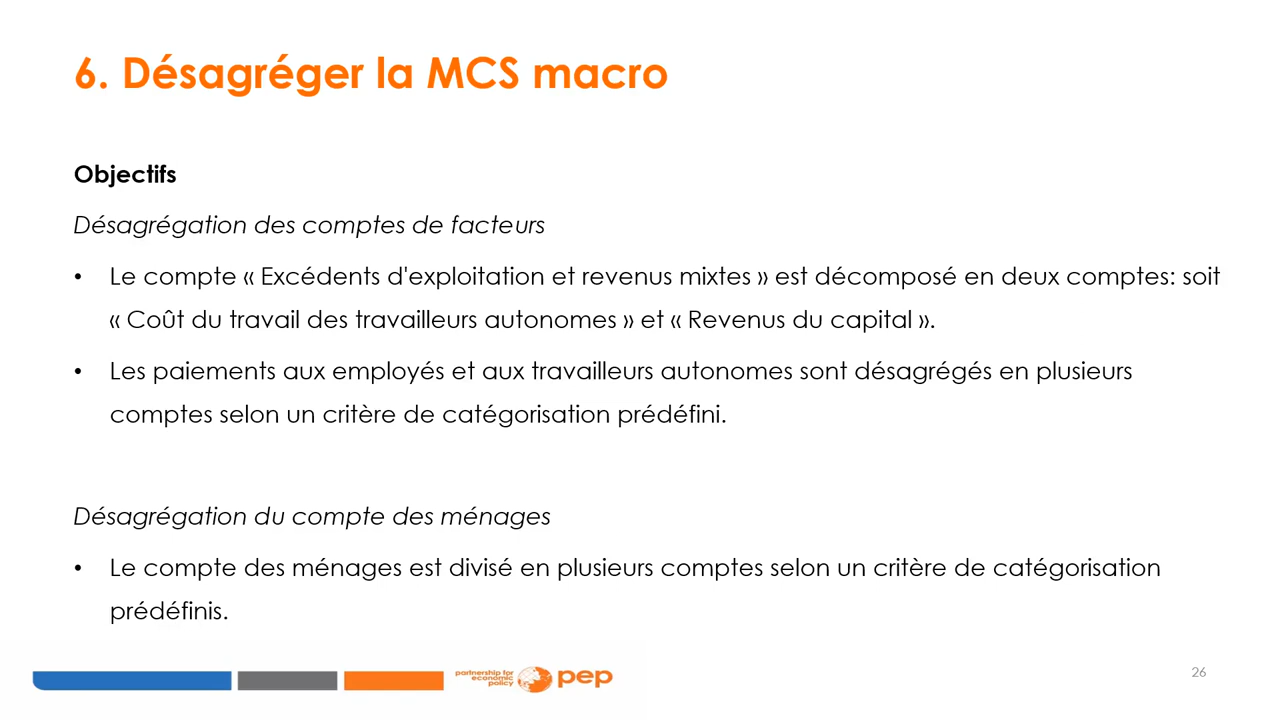 6. Désagréger la MCS macro
Objectifs
Désagrégation des comptes de facteurs
• Le compte « Excédents d'exploitation et revenus mixtes » est décomposé en deux comptes: soit
« Coût du travail des travailleurs autonomes » et « Revenus du capital ».
• Les paiements aux employés et aux travailleurs autonomes sont désagrégés en plusieurs
comptes selon un critère de catégorisation prédéfini.
Désagrégation du compte des ménages
• Le compte des ménages est divisé en plusieurs comptes selon un critère de catégorisation
prédéfinis.
partnership for
economic
policy
pep
26